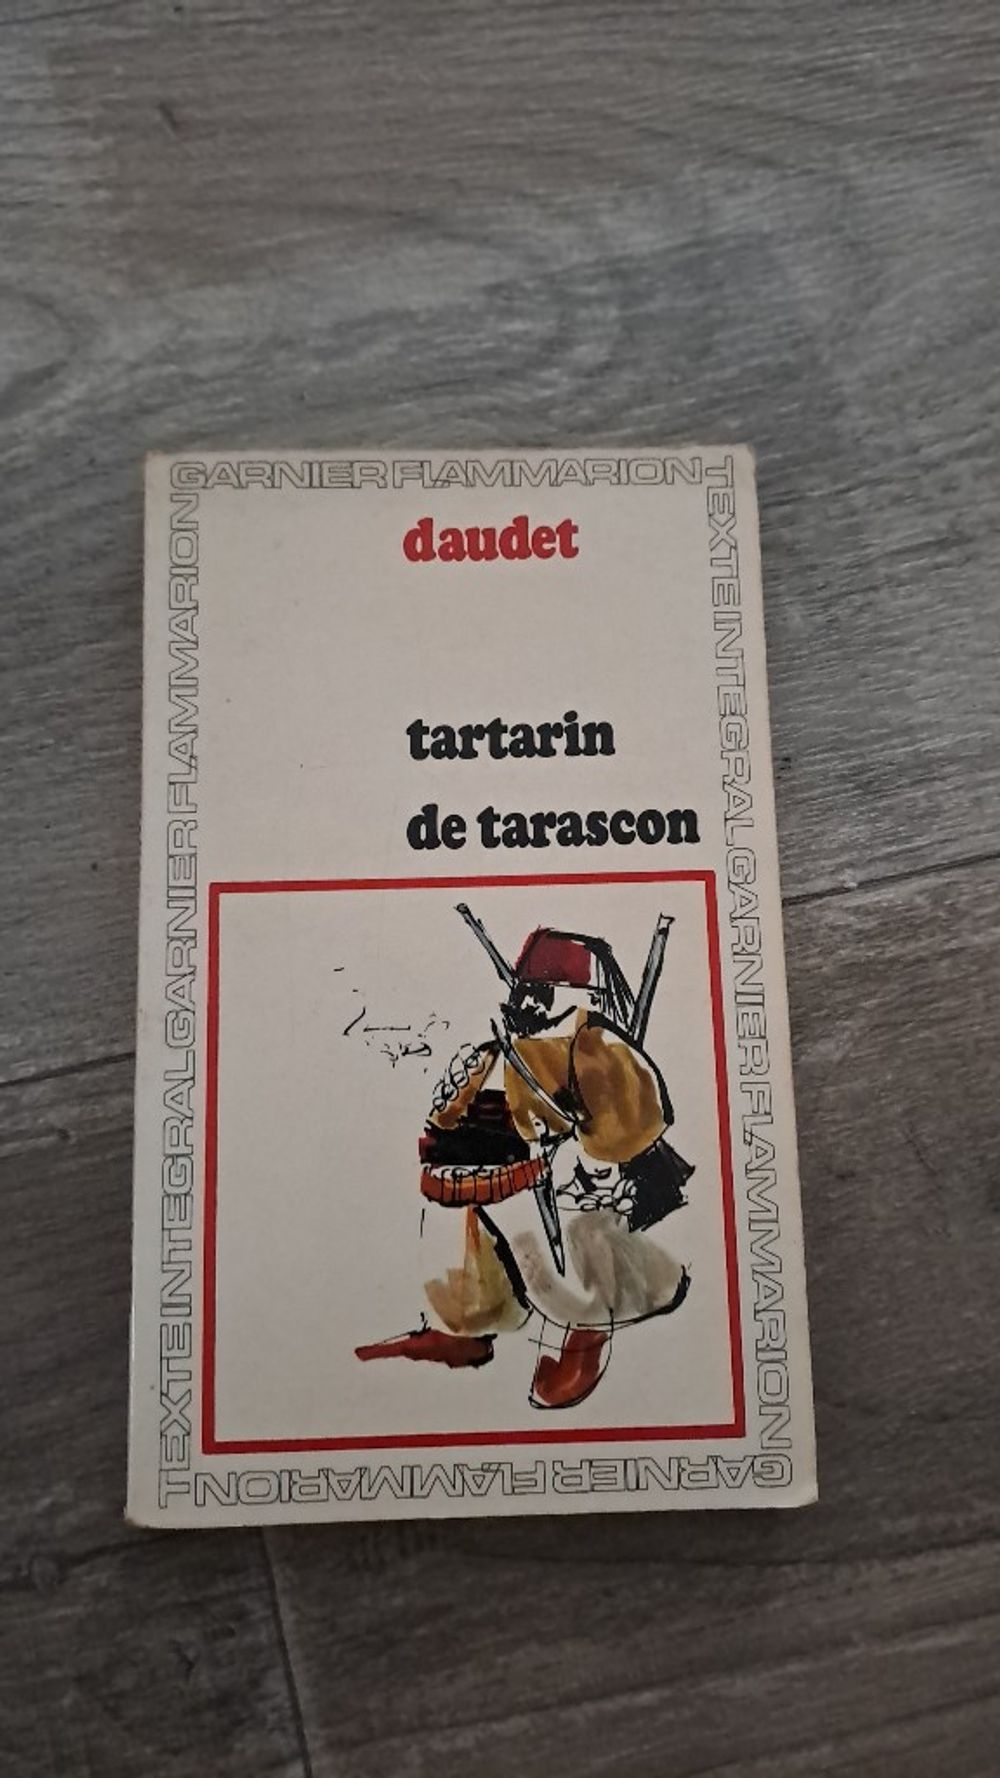 GARNIER FLAMMARION
TEXTE INTEGRAL GARNIER FLAMMARION
GARNIER FLAMMARION
TEXTE INTEGRAL GARNIER FLAMMARION
daudet
tartarin
de tarascon